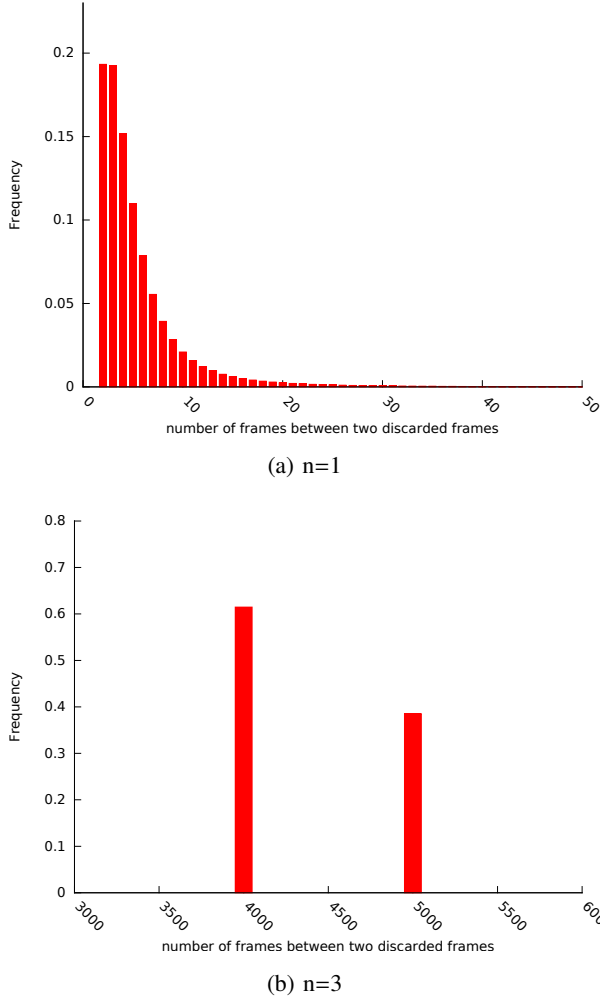 0.2
0.15
0.1
0.05
0
Frequency
0 10 20 30 40 50
number of frames between two discarded frames
(a) n=1
0.8
0.7
0.6
0.5
0.4
0.3
0.2
0.1
0
Frequency
3000 3500 4000 4500 5000 5500 600
number of frames between two discarded frames
(b) n=3